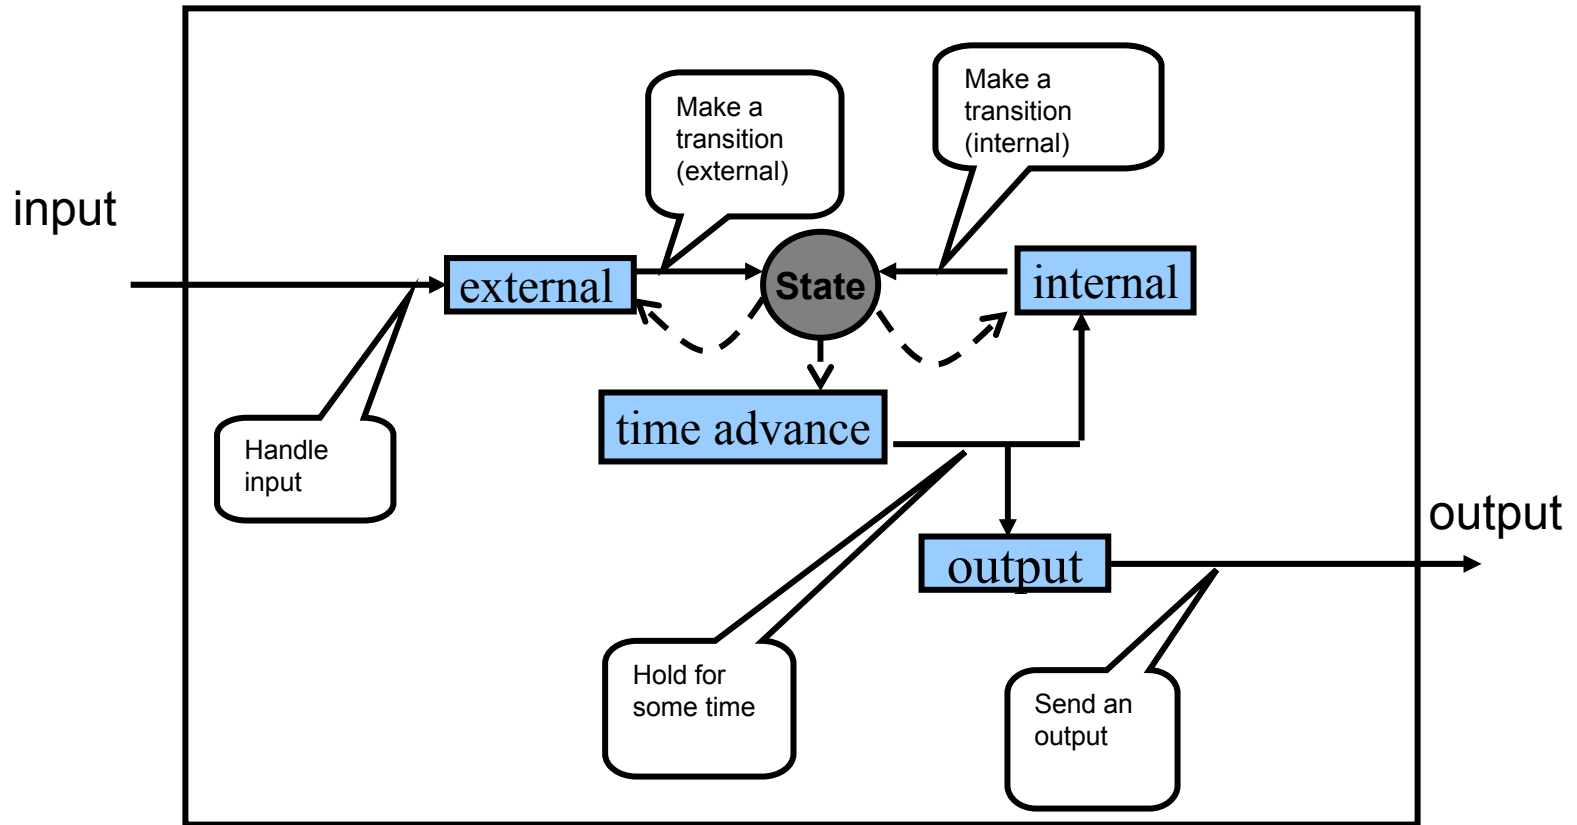 Make a
transition
(external)
Make a
transition
(internal)
input
external
State
internal
time advance
Handle
input
output
output
Hold for
some time
Send an
output